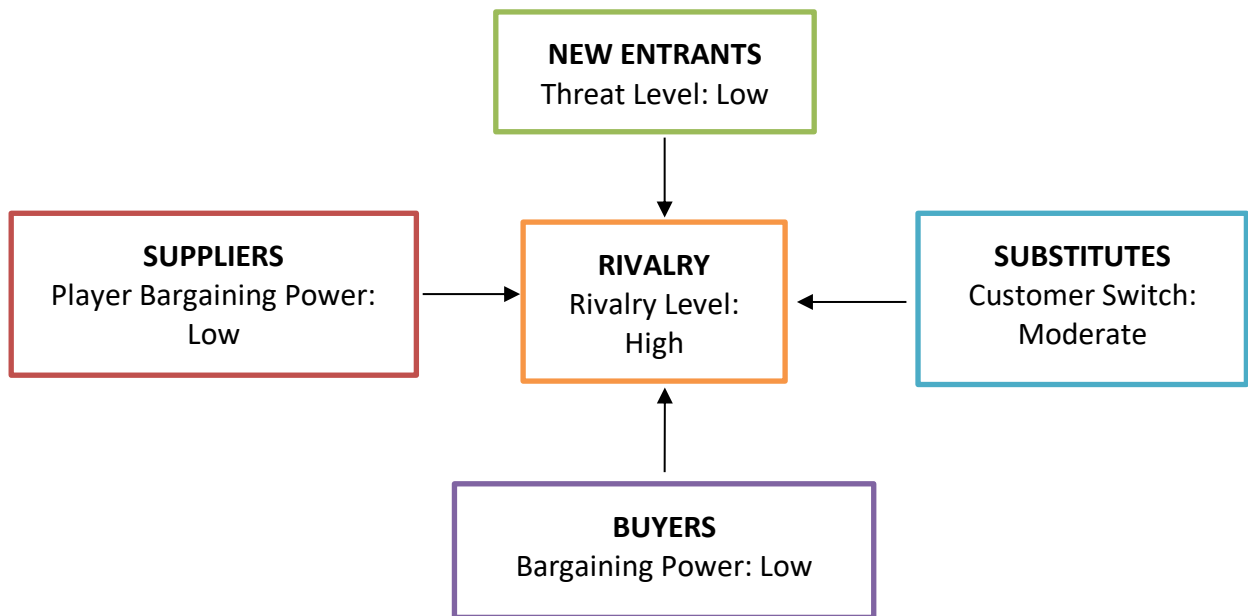 NEW ENTRANTS
Threat Level: Low
SUPPLIERS
Player Bargaining Power:
Low
RIVALRY
Rivalry Level:
High
SUBSTITUTES
Customer Switch:
Moderate
BUYERS
Bargaining Power: Low